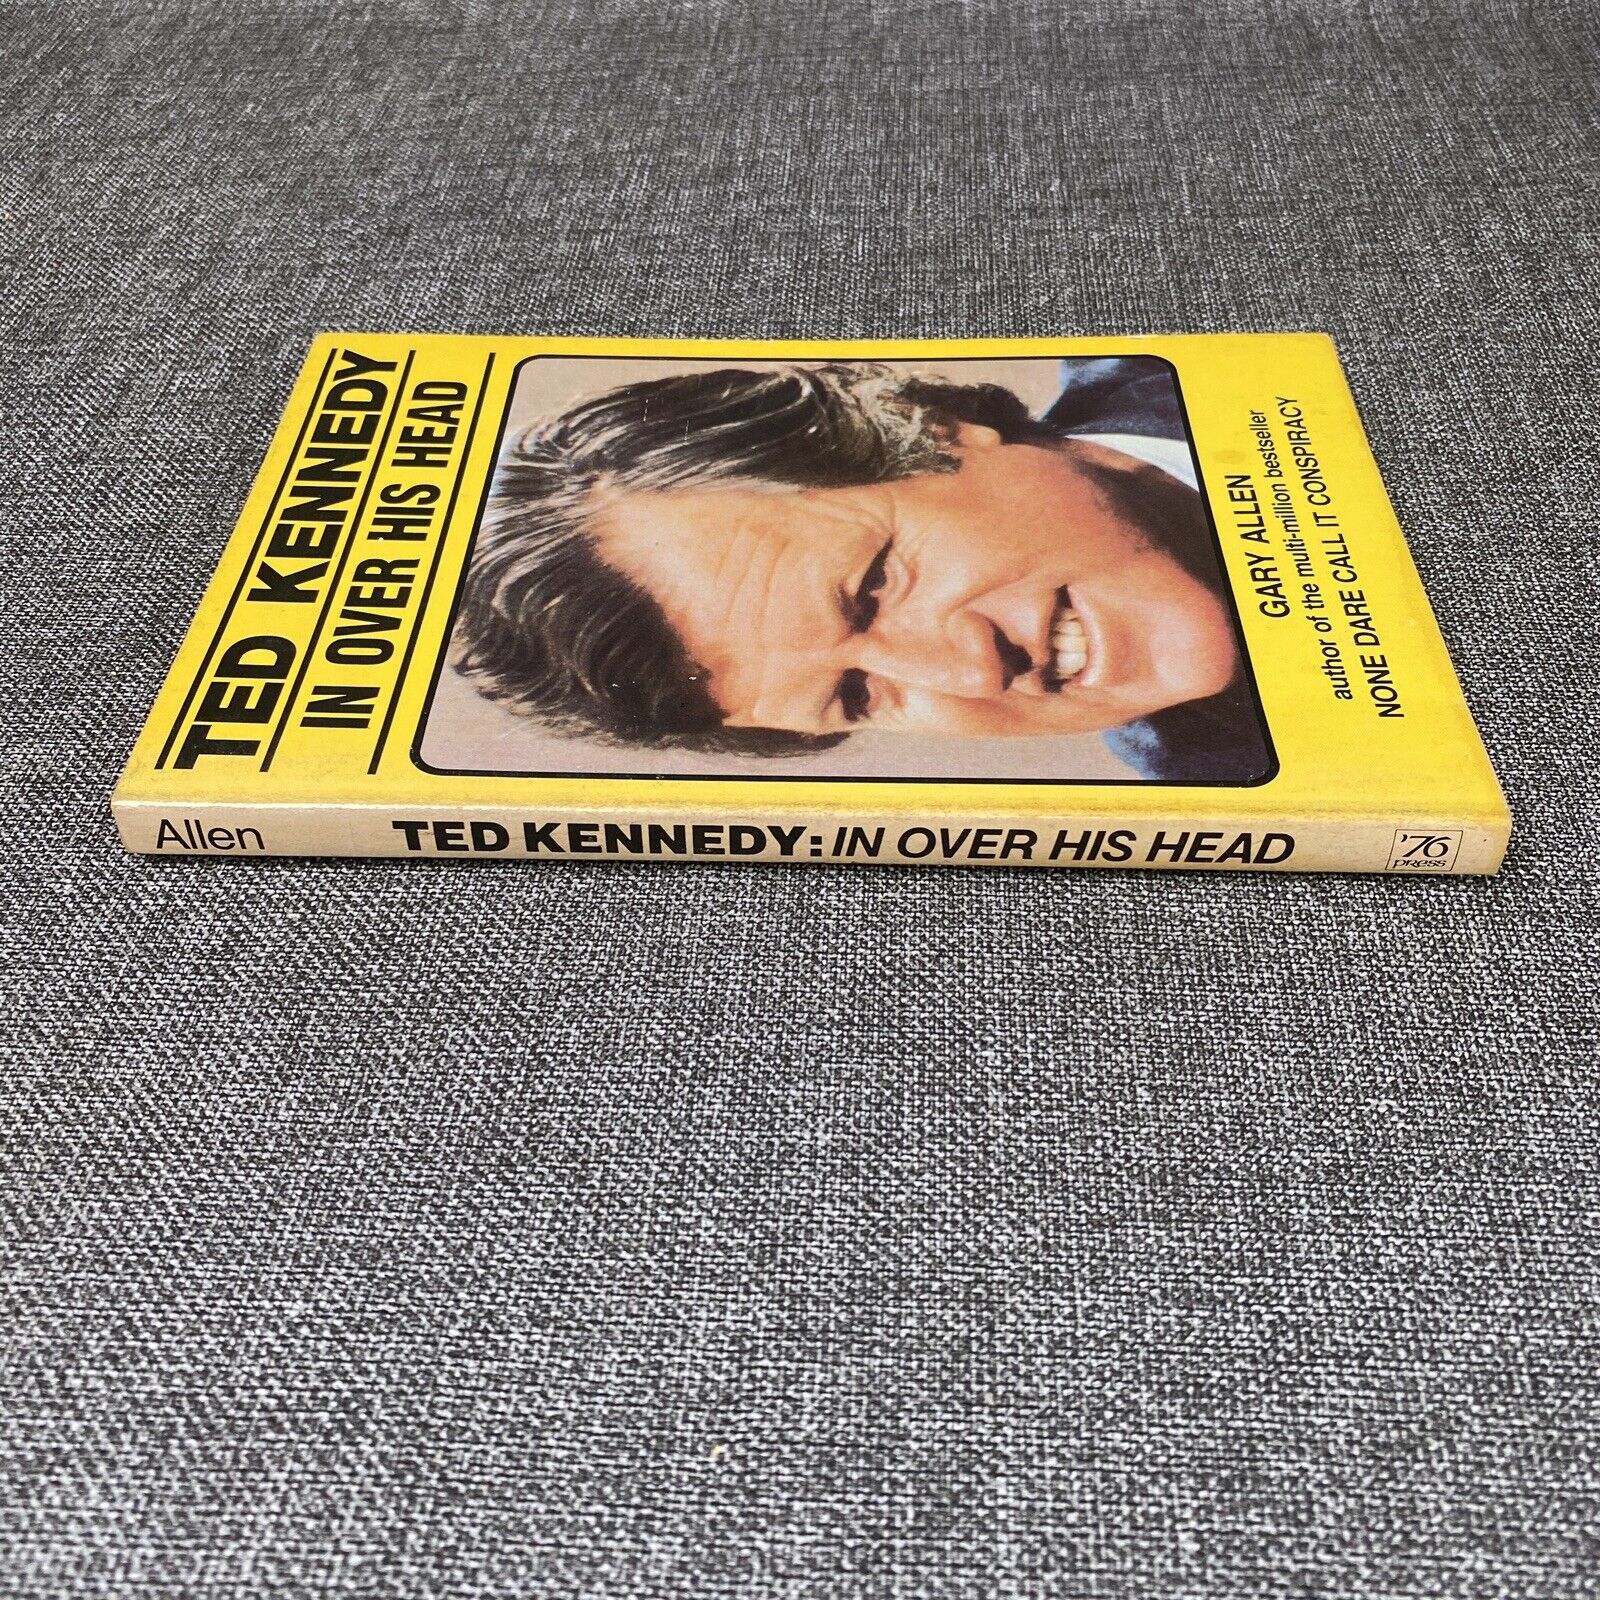 TED KENNEDY
IN OVER HIS HEAD
GARY ALLEN
author of the multi-million bestseller
NONE DARE CALL IT CONSPIRACY
Allen
TED KENNEDY: IN OVER HIS HEAD
'76
PRESS